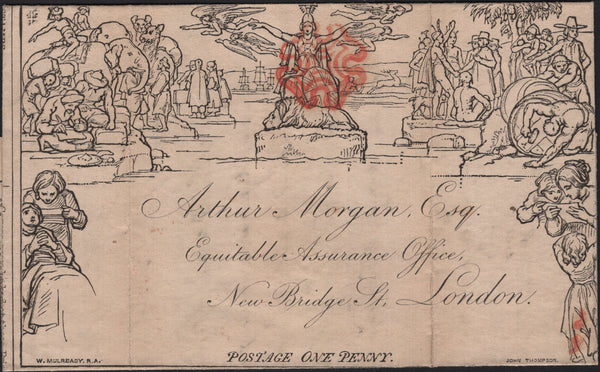 Arthur Morgan, Esq.
Equitable Assurance Office,
New Bridge St, London.
POSTAGE ONE PENNY.
W. MULREADY, R.A.
JOHN THOMPSON.